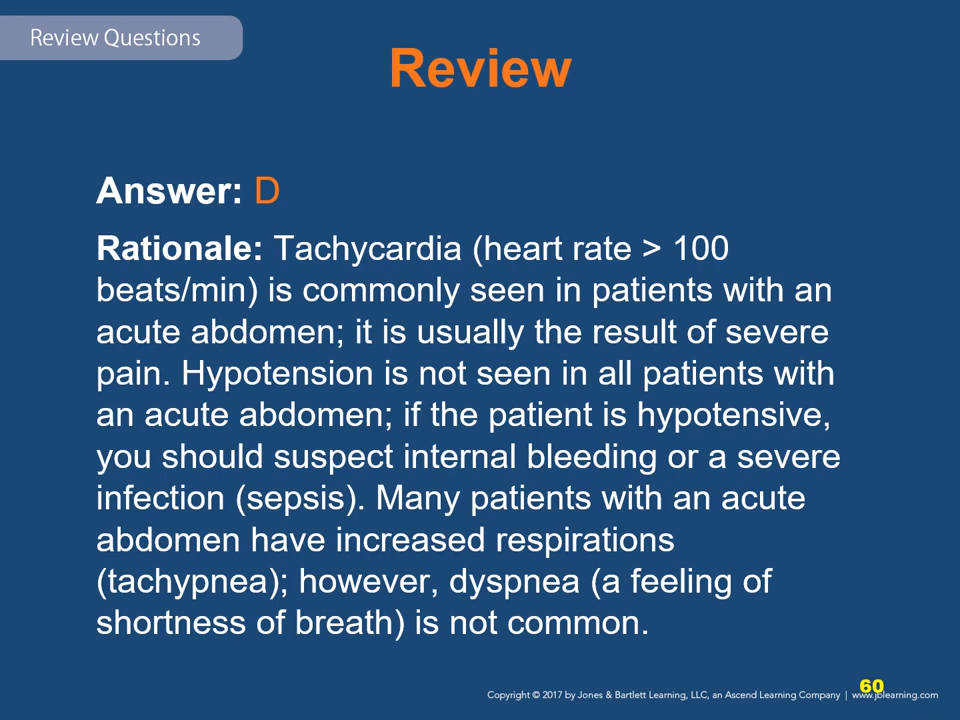 Review Questions
Review
Answer: D
Rationale: Tachycardia (heart rate > 100
beats/min) is commonly seen in patients with an
acute abdomen; it is usually the result of severe
pain. Hypotension is not seen in all patients with
an acute abdomen; if the patient is hypotensive,
you should suspect internal bleeding or a severe
infection (sepsis). Many patients with an acute
abdomen have increased respirations
(tachypnea); however, dyspnea (a feeling of
shortness of breath) is not common.
60
Copyright © 2017 by Jones & Bartlett Learning, LLC, an Ascend Learning Company | www.jblearning.com